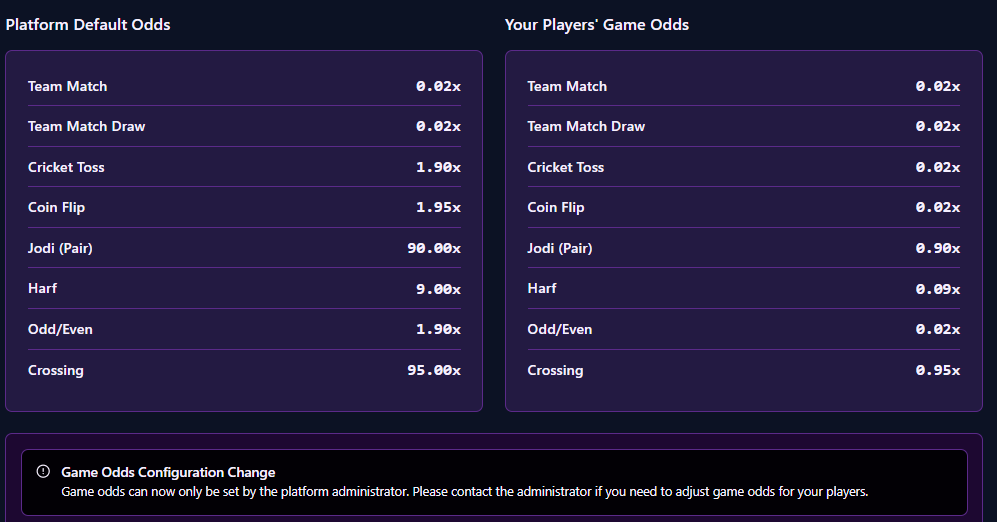 Platform Default Odds
Team Match 0.02x
Team Match Draw 0.02x
Cricket Toss 1.90x
Coin Flip 1.95x
Jodi (Pair) 90.00x
Harf 9.00x
Odd/Even 1.90x
Crossing 95.00x
Your Players' Game Odds
Team Match 0.02x
Team Match Draw 0.02x
Cricket Toss 0.02x
Coin Flip 0.02x
Jodi (Pair) 0.90x
Harf 0.09x
Odd/Even 0.02x
Crossing 0.95x
Game Odds Configuration Change
Game odds can now only be set by the platform administrator. Please contact the administrator if you need to adjust game odds for your players.